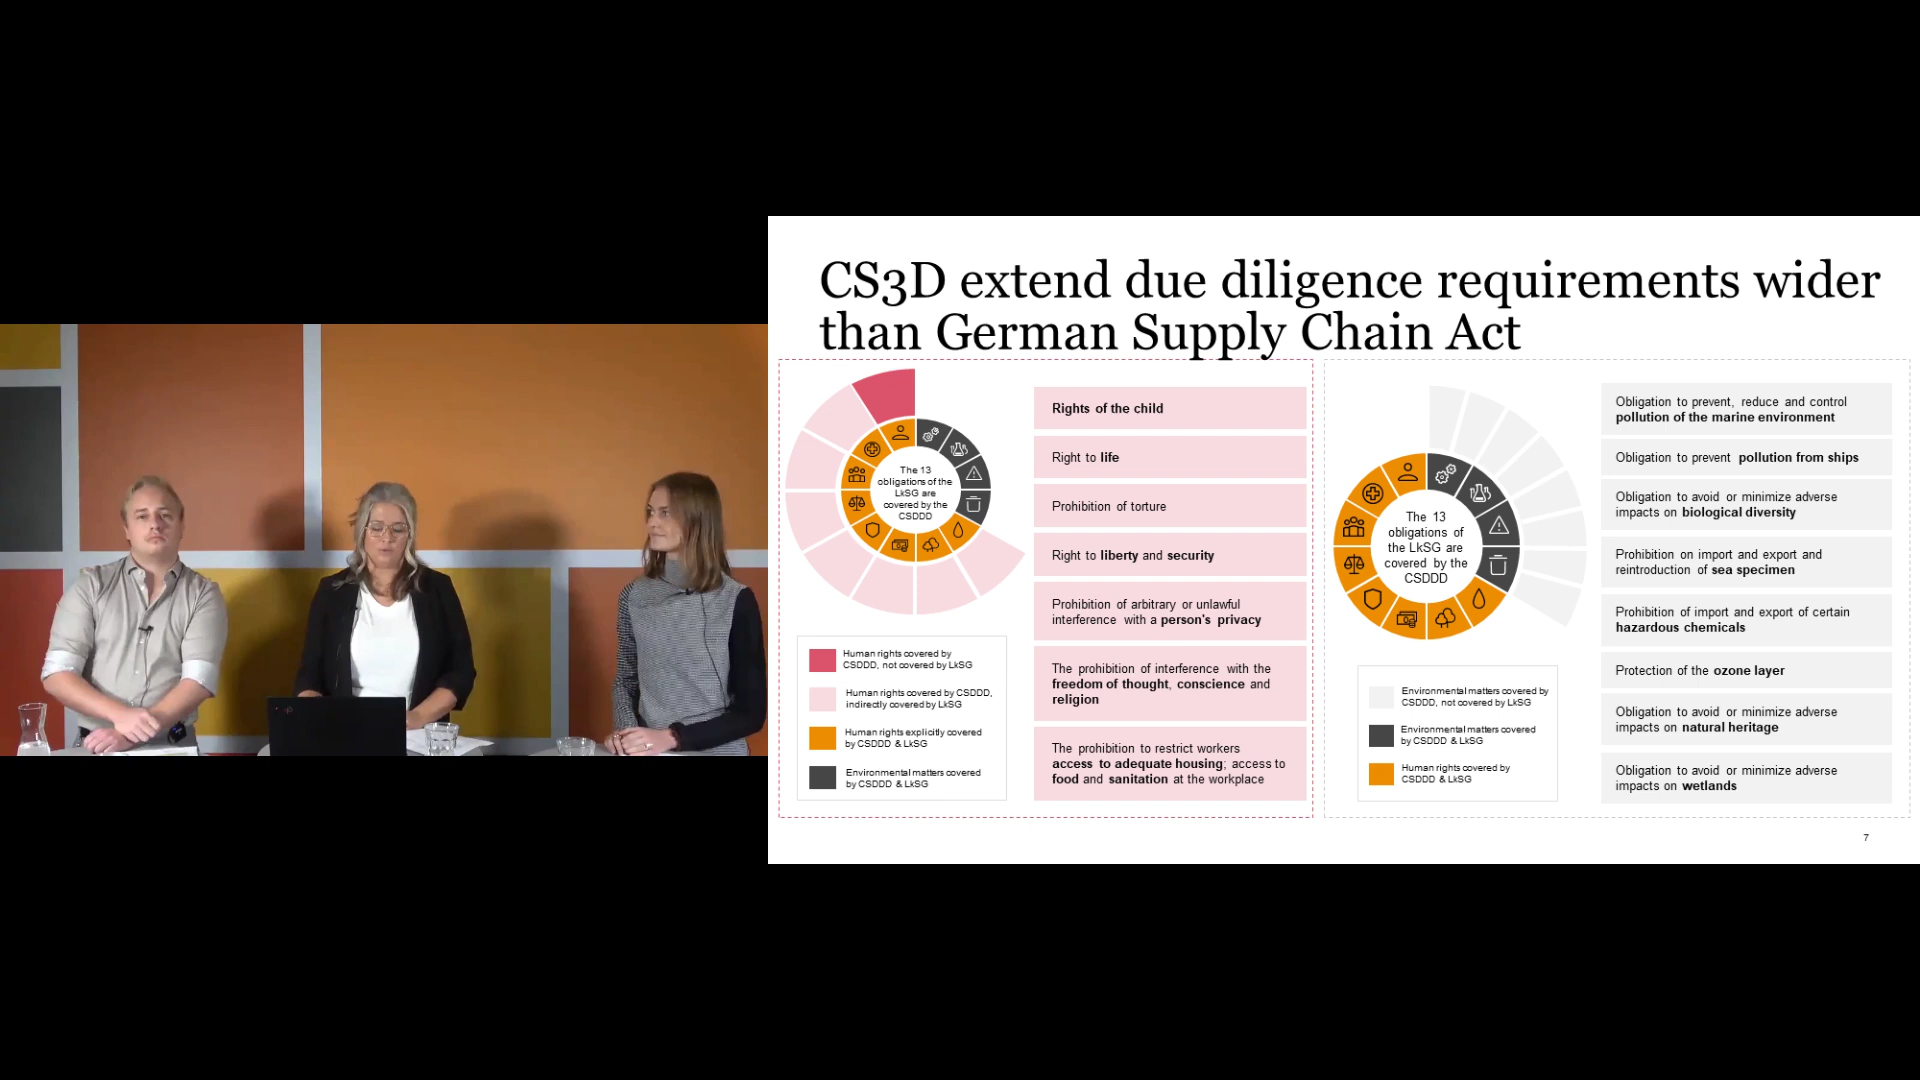 CS3D extend due diligence requirements wider
than German Supply Chain Act
The 13
obligations of the
LkSG are
covered by the
CSDDD
Human rights covered by
CSDDD, not covered by LkSG
Human rights covered by CSDDD,
indirectly covered by LkSG
Human rights explicitly covered
by CSDDD & LkSG
Environmental matters covered
by CSDDD & LkSG
Rights of the child
Right to life
Prohibition of torture
Right to liberty and security
Prohibition of arbitrary or unlawful
interference with a person's privacy
The prohibition of interference with the
freedom of thought, conscience and
religion
The prohibition to restrict workers
access to adequate housing; access to
food and sanitation at the workplace
The 13
obligations of
the LkSG are
covered by the
CSDDD
Environmental matters covered by
CSDDD, not covered by LkSG
Environmental matters covered
by CSDDD & LkSG
Human rights covered by
CSDDD & LkSG
Obligation to prevent, reduce and control
pollution of the marine environment
Obligation to prevent pollution from ships
Obligation to avoid or minimize adverse
impacts on biological diversity
Prohibition on import and export and
reintroduction of sea specimen
Prohibition of import and export of certain
hazardous chemicals
Protection of the ozone layer
Obligation to avoid or minimize adverse
impacts on natural heritage
Obligation to avoid or minimize adverse
impacts on wetlands
7